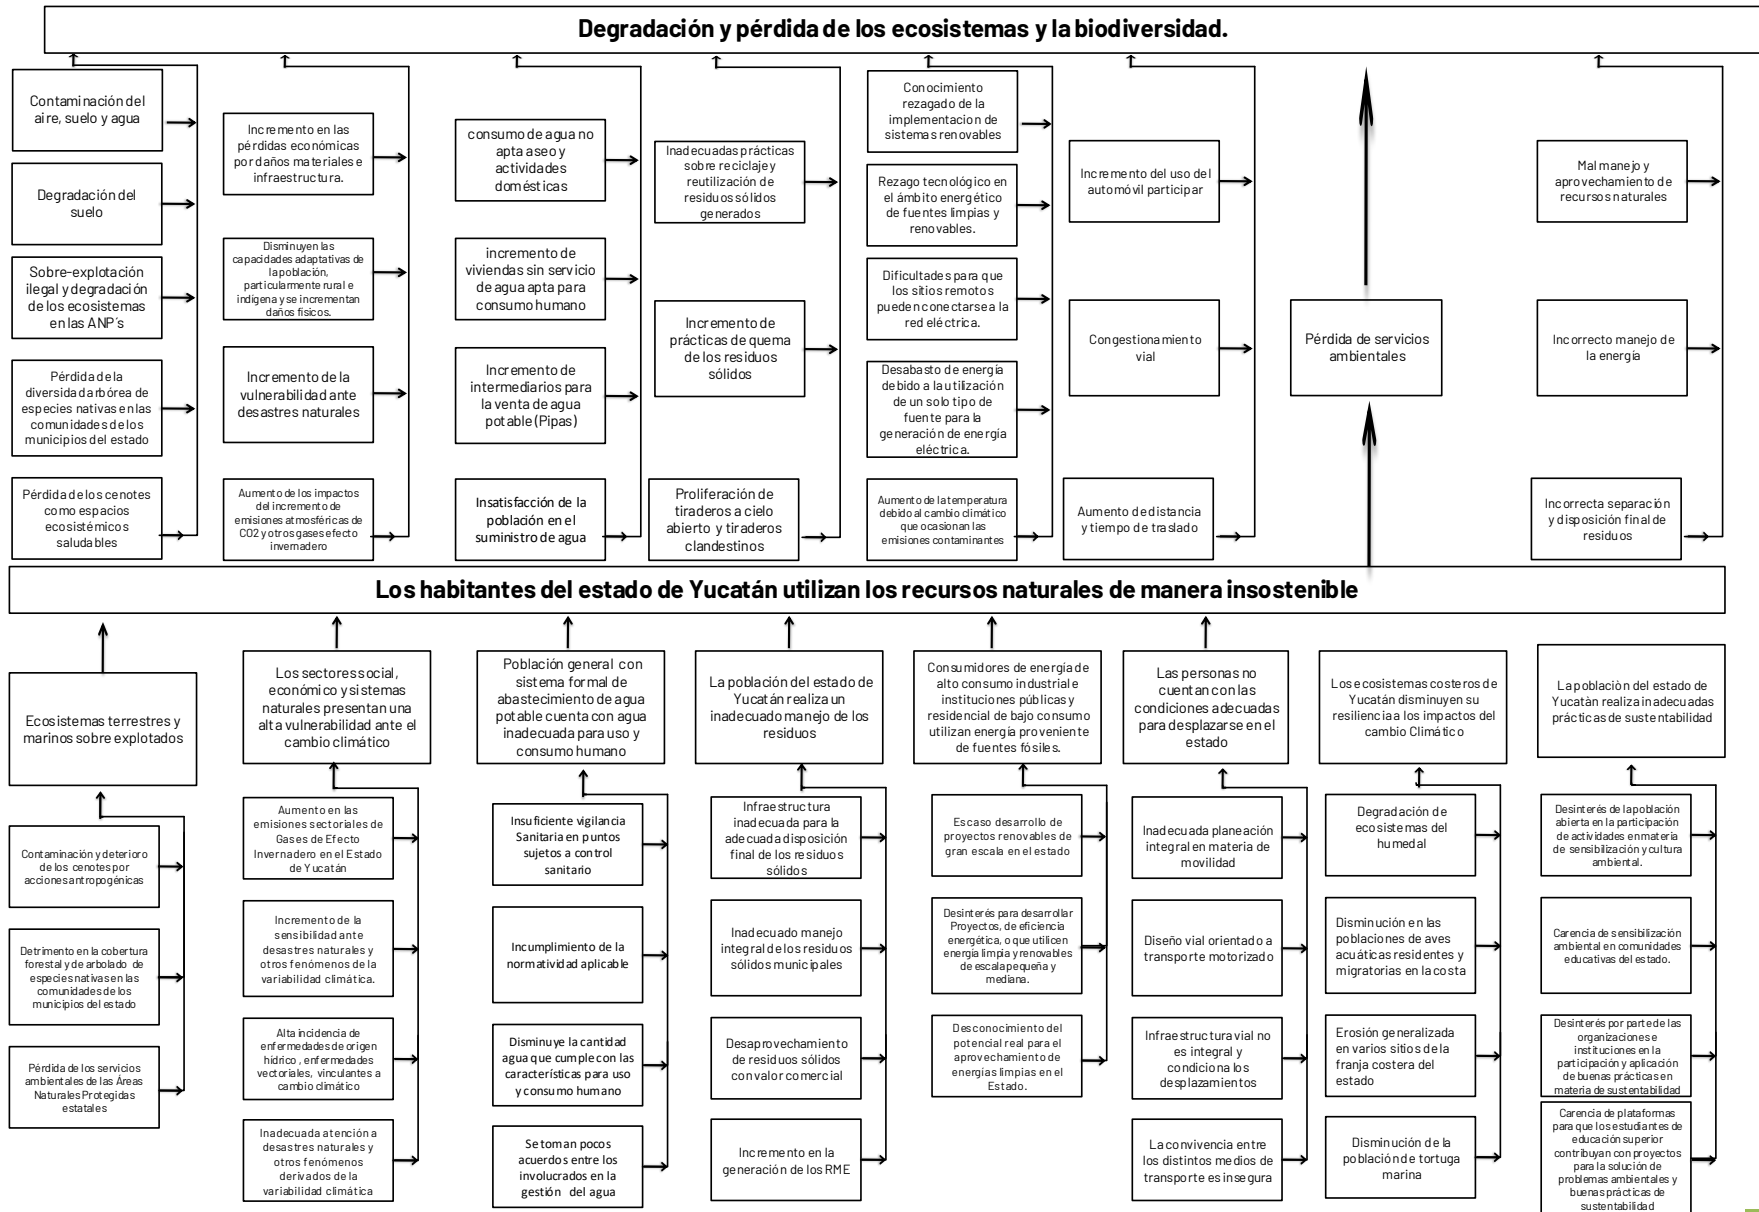 Degradación y pérdida de los ecosistemas y la biodiversidad.
Contaminación del
aire, suelo y agua
Degradación del
suelo
Sobre-explotación
ilegal y degradación
de los ecosistemas
en las ANP´s
Pérdida de la
diversidad arbórea de
especies nativas en las
comunidades de los
municipios del estado
Pérdida de los cenotes
como espacios
ecosistémicos
saludables
Incremento en las
pérdidas económicas
por daños materiales e
infraestructura.
Disminuyen las
capacidades adaptativas de
la población,
particularmente rural e
indígena y se incrementan
daños físicos.
Incremento de la
vulnerabilidad ante
desastres naturales
Aumento de los impactos
del incremento de
emisiones atmosféricas de
CO2 y otros gases efecto
invernadero
consumo de agua no
apta aseo y
actividades
domésticas
incremento de
viviendas sin servicio
de agua apta para
consumo humano
Incremento de
intermediarios para
la venta de agua
potable (Pipas)
Insatisfacción de la
población en el
suministro de agua
Inadecuadas prácticas
sobre reciclaje y
reutilización de
residuos sólidos
generados
Incremento de
prácticas de quema
de los residuos
sólidos
Proliferación de
tiraderos a cielo
abierto y tiraderos
clandestinos
Conocimiento
rezagado de la
implementacion de
sistemas renovables
Rezago tecnológico en
el ámbito energético
de fuentes limpias y
renovables.
Dificultades para que
los sitios remotos
pueden conectarse a la
red eléctrica.
Desabasto de energía
debido a la utilización
de un solo tipo de
fuente para la
generación de energía
eléctrica.
Aumento de la temperatura
debido al cambio climático
que ocasionan las
emisiones contaminantes
Incremento del uso del
automóvil participar
Congestionamiento
vial
Aumento de distancia
y tiempo de traslado
Pérdida de servicios
ambientales
Mal manejo y
aprovechamiento de
recursos naturales
Incorrecto manejo de
la energía
Incorrecta separación
y disposición final de
residuos
Los habitantes del estado de Yucatán utilizan los recursos naturales de manera insostenible
Ecosistemas terrestres y
marinos sobre explotados
Contaminación y deterioro
de los cenotes por
acciones antropogénicas
Detrimento en la cobertura
forestal y de arbolado de
especies nativas en las
comunidades de los
municipios del estado
Pérdida de los servicios
ambientales de las Áreas
Naturales Protegidas
estatales
Los sectores social,
económico y sistemas
naturales presentan una
alta vulnerabilidad ante el
cambio climático
Aumento en las
emisiones sectoriales de
Gases de Efecto
Invernadero en el Estado
de Yucatán
Incremento de la
sensibilidad ante
desastres naturales y
otros fenómenos de la
variabilidad climática.
Alta incidencia de
enfermedades de origen
hídrico , enfermedades
vectoriales, vinculantes a
cambio climático
Inadecuada atención a
desastres naturales y
otros fenómenos
derivados de la
variabilidad climática
Población general con
sistema formal de
abastecimiento de agua
potable cuenta con agua
inadecuada para uso y
consumo humano
Insuficiente vigilancia
Sanitaria en puntos
sujetos a control
sanitario
Incumplimiento de la
normatividad aplicable
Disminuye la cantidad
agua que cumple con las
características para uso
y consumo humano
Se toman pocos
acuerdos entre los
involucrados en la
gestión del agua
La población del estado de
Yucatán realiza un
inadecuado manejo de los
residuos
Infraestructura
inadecuada para la
adecuada disposición
final de los residuos
sólidos
Inadecuado manejo
integral de los residuos
sólidos municipales
Desaprovechamiento
de residuos sólidos
con valor comercial
Incremento en la
generación de los RME
Consumidores de energía de
alto consumo industrial e
instituciones públicas y
residencial de bajo consumo
utilizan energía proveniente
de fuentes fósiles.
Escaso desarrollo de
proyectos renovables de
gran escala en el estado
Desinterés para desarrollar
Proyectos, de eficiencia
energética, o que utilicen
energía limpia y renovables
de escala pequeña y
mediana.
Desconocimiento del
potencial real para el
aprovechamiento de
energías limpias en el
Estado.
Las personas no
cuentan con las
condiciones adecuadas
para desplazarse en el
estado
Inadecuada planeación
integral en materia de
movilidad
Diseño vial orientado a
transporte motorizado
Infraestructura vial no
es integral y
condiciona los
desplazamientos
La convivencia entre
los distintos medios de
transporte es insegura
Los ecosistemas costeros de
Yucatán disminuyen su
resiliencia a los impactos del
cambio Climático
Degradación de
ecosistemas del
humedal
Disminución en las
poblaciones de aves
acuáticas residentes y
migratorias en la costa
Erosión generalizada
en varios sitios de la
franja costera del
estado
Disminución de la
población de tortuga
marina
La poblaciòn del estado de
Yucatàn realiza inadecuadas
prácticas de sustentabilidad
Desinterés de la población
abierta en la participación
de actividades en materia
de sensibilización y cultura
ambiental.
Carencia de sensibilización
ambiental en comunidades
educativas del estado.
Desinterés por parte de las
organizaciones e
instituciones en la
participación y aplicación
de buenas prácticas en
materia de sustentabilidad
Carencia de plataformas
para que los estudiantes de
educación superior
contribuyan con proyectos
para la solución de
problemas ambientales y
buenas prácticas de
sustentabilidad